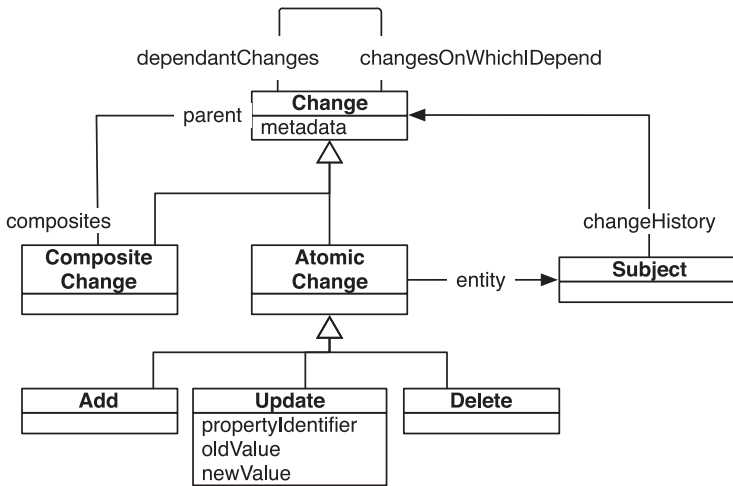 dependantChanges
changesOnWhichIDepend
Change
parent
metadata
composites
changeHistory
Composite
Change
Atomic
Change
entity
Subject
Add
Update
Delete
propertyIdentifier
oldValue
newValue